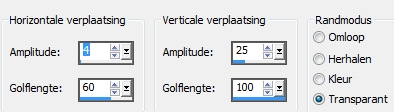 Horizontale verplaatsing
Amplitude: 4
Golflengte: 60
Verticale verplaatsing
Amplitude: 25
Golflengte: 100
Randmodus
Omloop
Herhalen
Kleur
Transparant